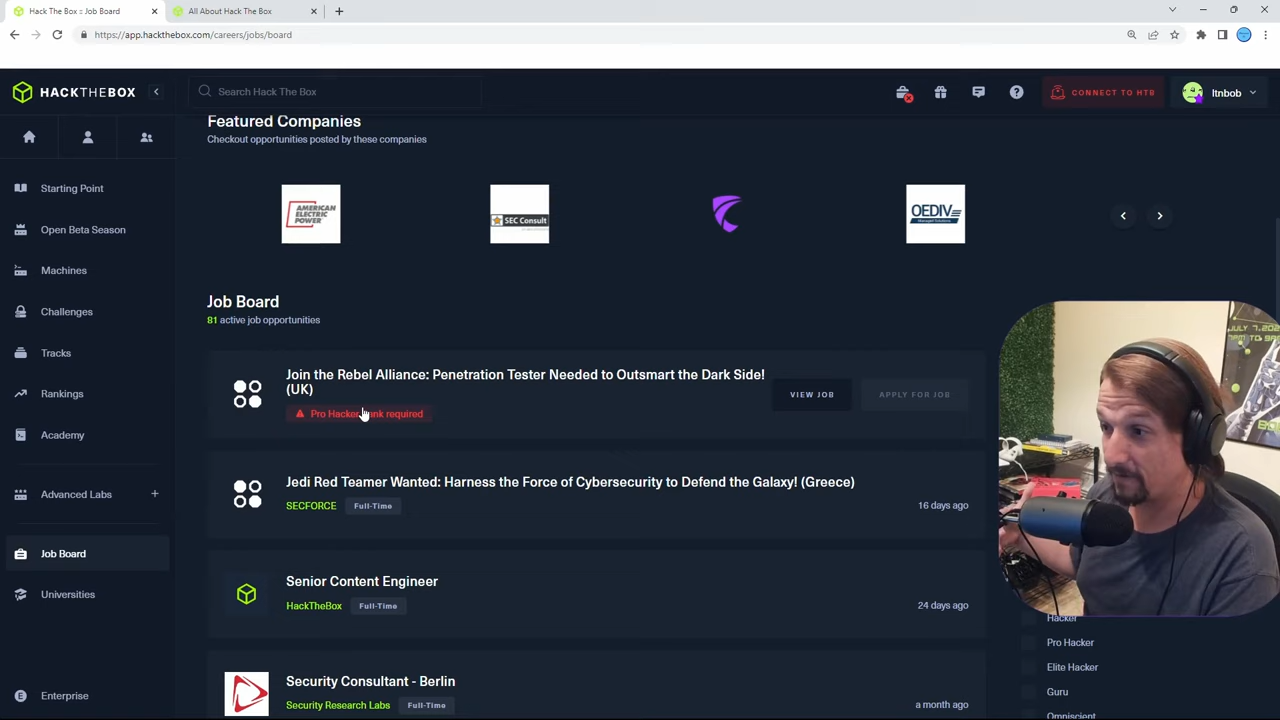 Hack The Box :: Job Board
All About Hack The Box
https://app.hackthebox.com/careers/jobs/board
HACKTHEBOX
Search Hack The Box
CONNECT TO HTB
ltnbob
Starting Point
Open Beta Season
Machines
Challenges
Tracks
Rankings
Academy
Advanced Labs
Job Board
Universities
Enterprise
Featured Companies
Checkout opportunities posted by these companies
AMERICAN
ELECTRIC
POWER
SEC Consult
OEDIV
Job Board
81 active job opportunities
Join the Rebel Alliance: Penetration Tester Needed to Outsmart the Dark Side!
(UK)
Pro Hacker required
VIEW JOB
APPLY FOR JOB
Jedi Red Teamer Wanted: Harness the Force of Cybersecurity to Defend the Galaxy! (Greece)
SECFORCE Full-Time
16 days ago
Senior Content Engineer
HackTheBox Full-Time
24 days ago
Security Consultant - Berlin
Security Research Labs Full-Time
a month ago
JULY 7, 202
Hacker
Pro Hacker
Elite Hacker
Guru
Omniscient